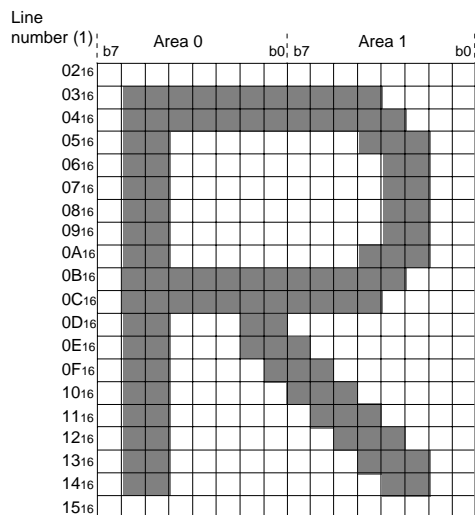 Line
number (1)
b7 Area 0 b0 b7 Area 1 b0
02₁₆
03₁₆
04₁₆
05₁₆
06₁₆
07₁₆
08₁₆
09₁₆
0A₁₆
0B₁₆
0C₁₆
0D₁₆
0E₁₆
0F₁₆
10₁₆
11₁₆
12₁₆
13₁₆
14₁₆
15₁₆